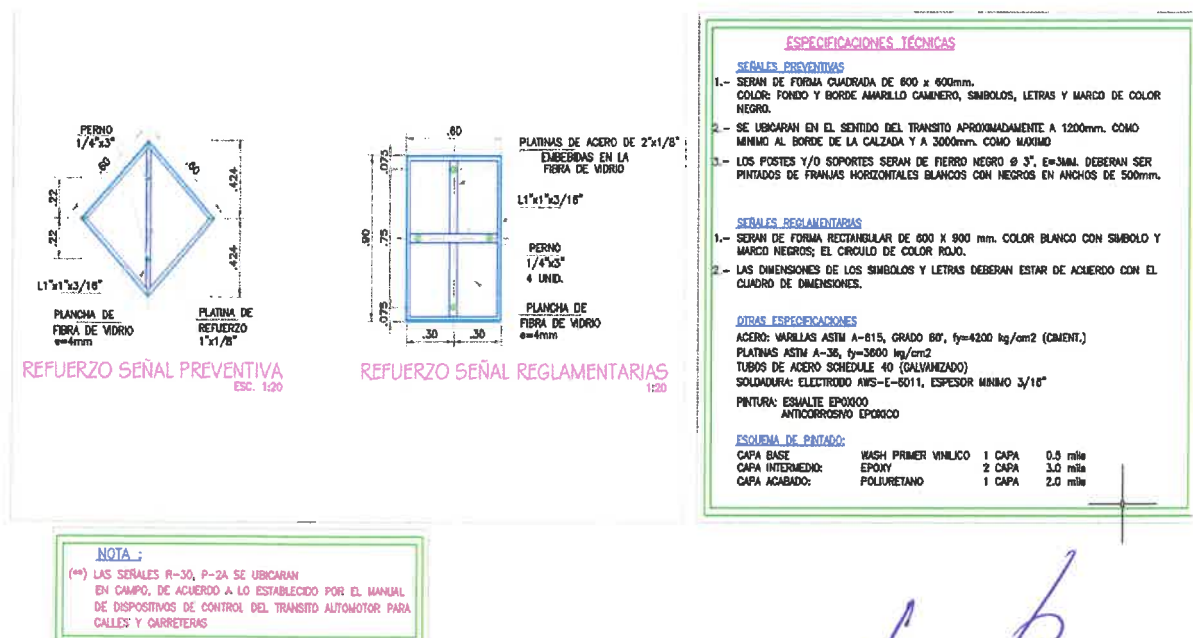 PERNO
1/4"x3"
.60
.60
.22
.22
.424
.424
L1"x1"x3/16"
PLANCHA DE
FIBRA DE VIDRIO
e=4mm
PLATINA DE
REFUERZO
1"x1/8"
REFUERZO SEÑAL PREVENTIVA
ESC. 1:20
.60
.075
.90
.75
.075
.30
.30
PLATINAS DE ACERO DE 2"x1/8"
EMBEBIDAS EN LA
FIBRA DE VIDRIO
L1"x1"x3/16"
PERNO
1/4"x3"
4 UNID.
PLANCHA DE
FIBRA DE VIDRIO
e=4mm
REFUERZO SEÑAL REGLAMENTARIAS
1:20
ESPECIFICACIONES TÉCNICAS
SEÑALES PREVENTIVAS
1.- SERAN DE FORMA CUADRADA DE 600 x 600mm.
COLOR: FONDO Y BORDE AMARILLO CAMINERO, SIMBOLOS, LETRAS Y MARCO DE COLOR
NEGRO.
2.- SE UBICARAN EN EL SENTIDO DEL TRANSITO APROXIMADAMENTE A 1200mm. COMO
MINIMO AL BORDE DE LA CALZADA Y A 3000mm. COMO MAXIMO
3.- LOS POSTES Y/O SOPORTES SERAN DE FIERRO NEGRO Ø 3", E=3MM. DEBERAN SER
PINTADOS DE FRANJAS HORIZONTALES BLANCOS CON NEGROS EN ANCHOS DE 500mm.
SEÑALES REGLAMENTARIAS
1.- SERAN DE FORMA RECTANGULAR DE 600 X 900 mm. COLOR BLANCO CON SIMBOLO Y
MARCO NEGROS; EL CIRCULO DE COLOR ROJO.
2.- LAS DIMENSIONES DE LOS SIMBOLOS Y LETRAS DEBERAN ESTAR DE ACUERDO CON EL
CUADRO DE DIMENSIONES.
OTRAS ESPECIFICACIONES
ACERO: VARILLAS ASTM A-615, GRADO 60', fy=4200 kg/cm2 (CIMENT.)
PLATINAS ASTM A-36, fy=3600 kg/cm2
TUBOS DE ACERO SCHEDULE 40 (GALVANIZADO)
SOLDADURA: ELECTRODO AWS-E-6011, ESPESOR MINIMO 3/16"
PINTURA: ESMALTE EPOXICO
ANTICORROSIVO EPOXICO
ESQUEMA DE PINTADO:
CAPA BASE WASH PRIMER VINILICO 1 CAPA 0.5 mils
CAPA INTERMEDIO: EPOXY 2 CAPA 3.0 mils
CAPA ACABADO: POLIURETANO 1 CAPA 2.0 mils
NOTA :
(**) LAS SEÑALES R-30, P-2A SE UBICARAN
EN CAMPO, DE ACUERDO A LO ESTABLECIDO POR EL MANUAL
DE DISPOSITIVOS DE CONTROL DEL TRANSITO AUTOMOTOR PARA
CALLES Y CARRETERAS